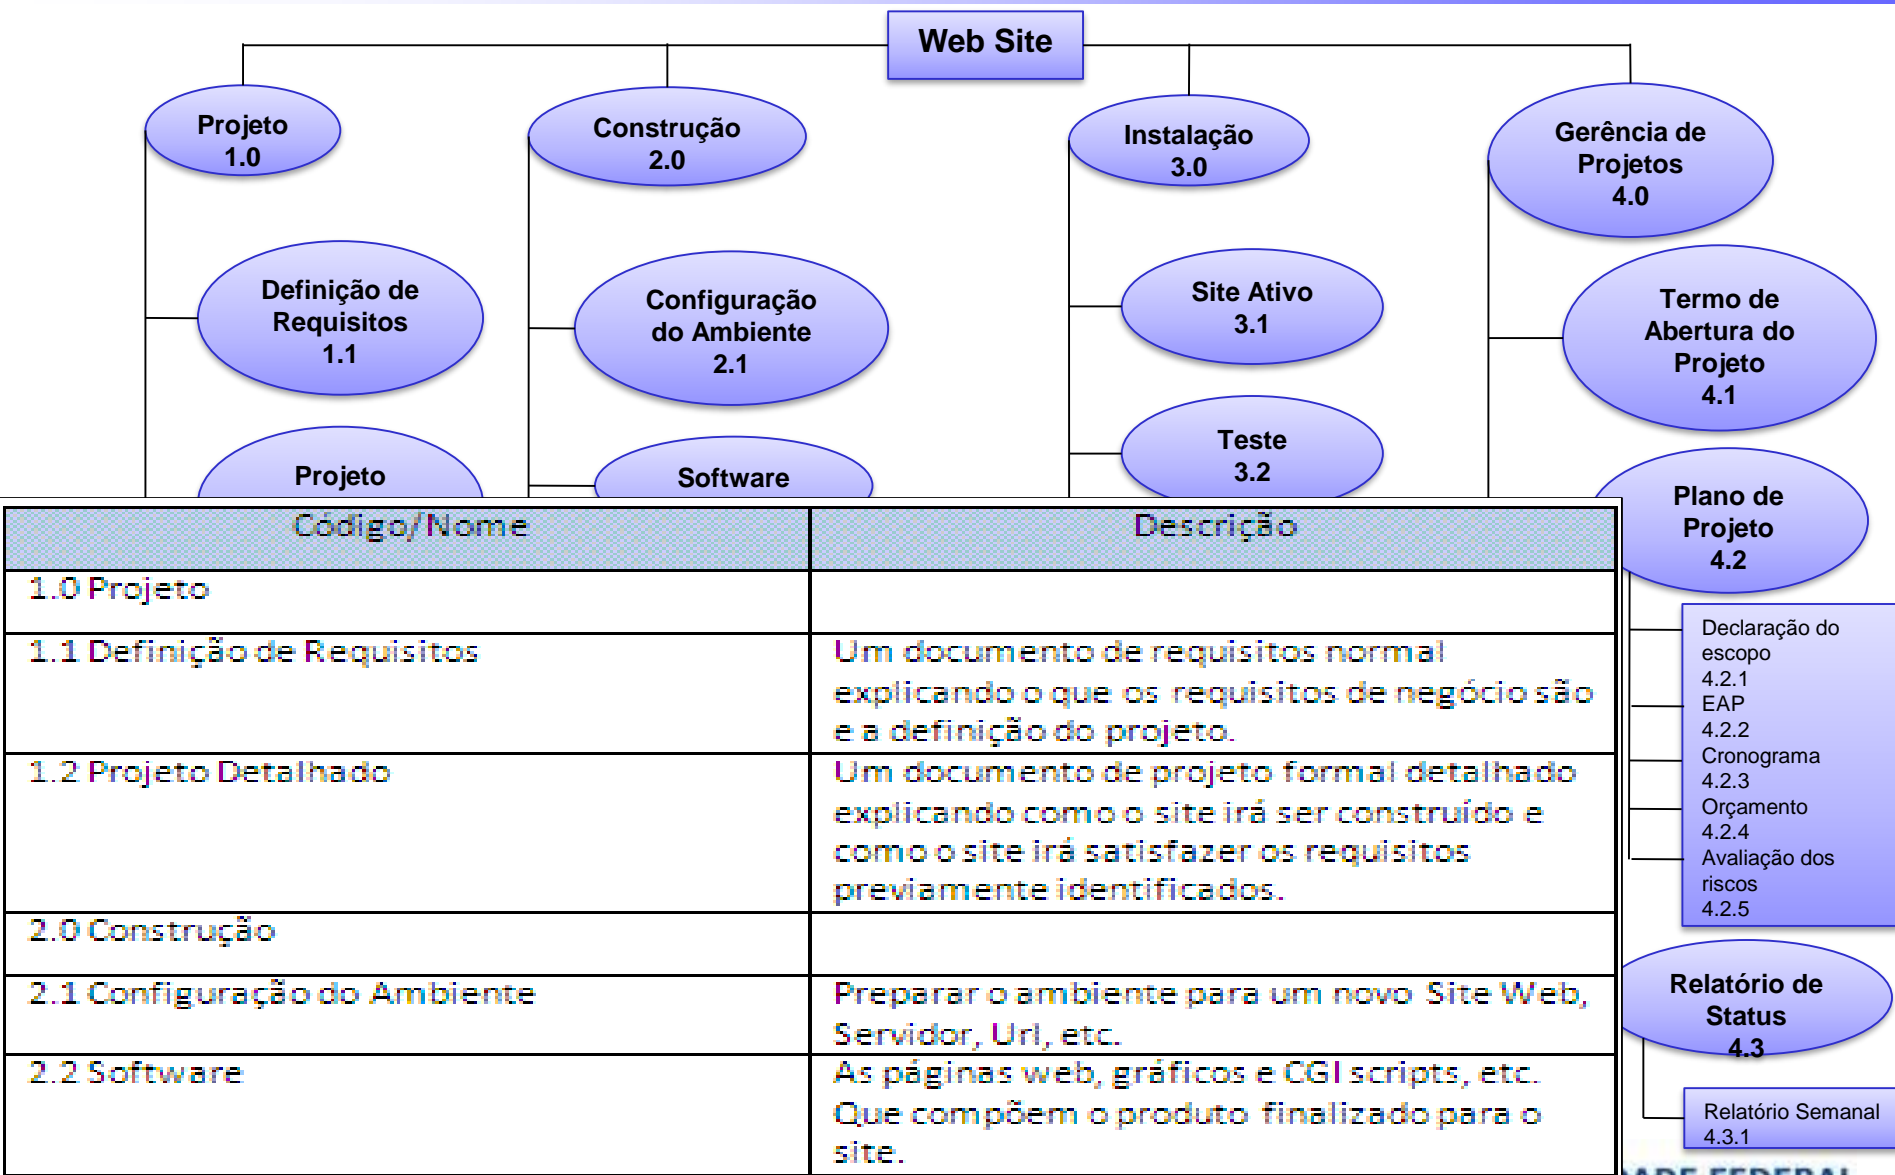 Web Site
Projeto
1.0
Construção
2.0
Instalação
3.0
Gerência de
Projetos
4.0
Definição de
Requisitos
1.1
Configuração
do Ambiente
2.1
Site Ativo
3.1
Termo de
Abertura do
Projeto
4.1
Projeto
Software
Teste
3.2
Plano de
Projeto
4.2
Declaração do
escopo
4.2.1
EAP
4.2.2
Cronograma
4.2.3
Orçamento
4.2.4
Avaliação dos
riscos
4.2.5
Relatório de
Status
4.3
Relatório Semanal
4.3.1
Código/Nome
Descrição
1.0 Projeto
1.1 Definição de Requisitos
Um documento de requisitos normal
explicando o que os requisitos de negócio são
e a definição do projeto.
1.2 Projeto Detalhado
Um documento de projeto formal detalhado
explicando como o site irá ser construído e
como o site irá satisfazer os requisitos
previamente identificados.
2.0 Construção
2.1 Configuração do Ambiente
Preparar o ambiente para um novo Site Web,
Servidor, Url, etc.
2.2 Software
As páginas web, gráficos e CGI scripts, etc.
Que compõem o produto finalizado para o
site.